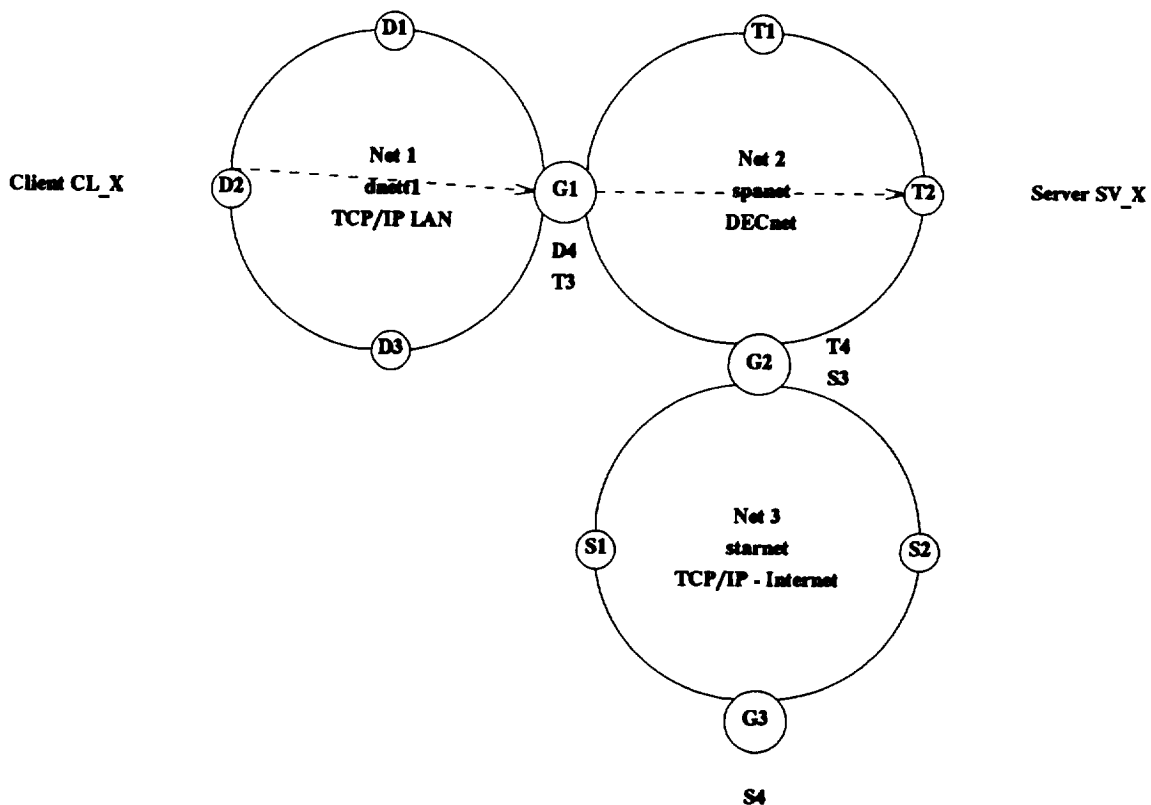 D1
T1
Net 1
dnetf1
TCP/IP LAN
Net 2
spanet
DECnet
Client CL_X
D2
G1
T2
Server SV_X
D4
T3
D3
G2
T4
S3
Net 3
starnet
TCP/IP - Internet
S1
S2
G3
S4